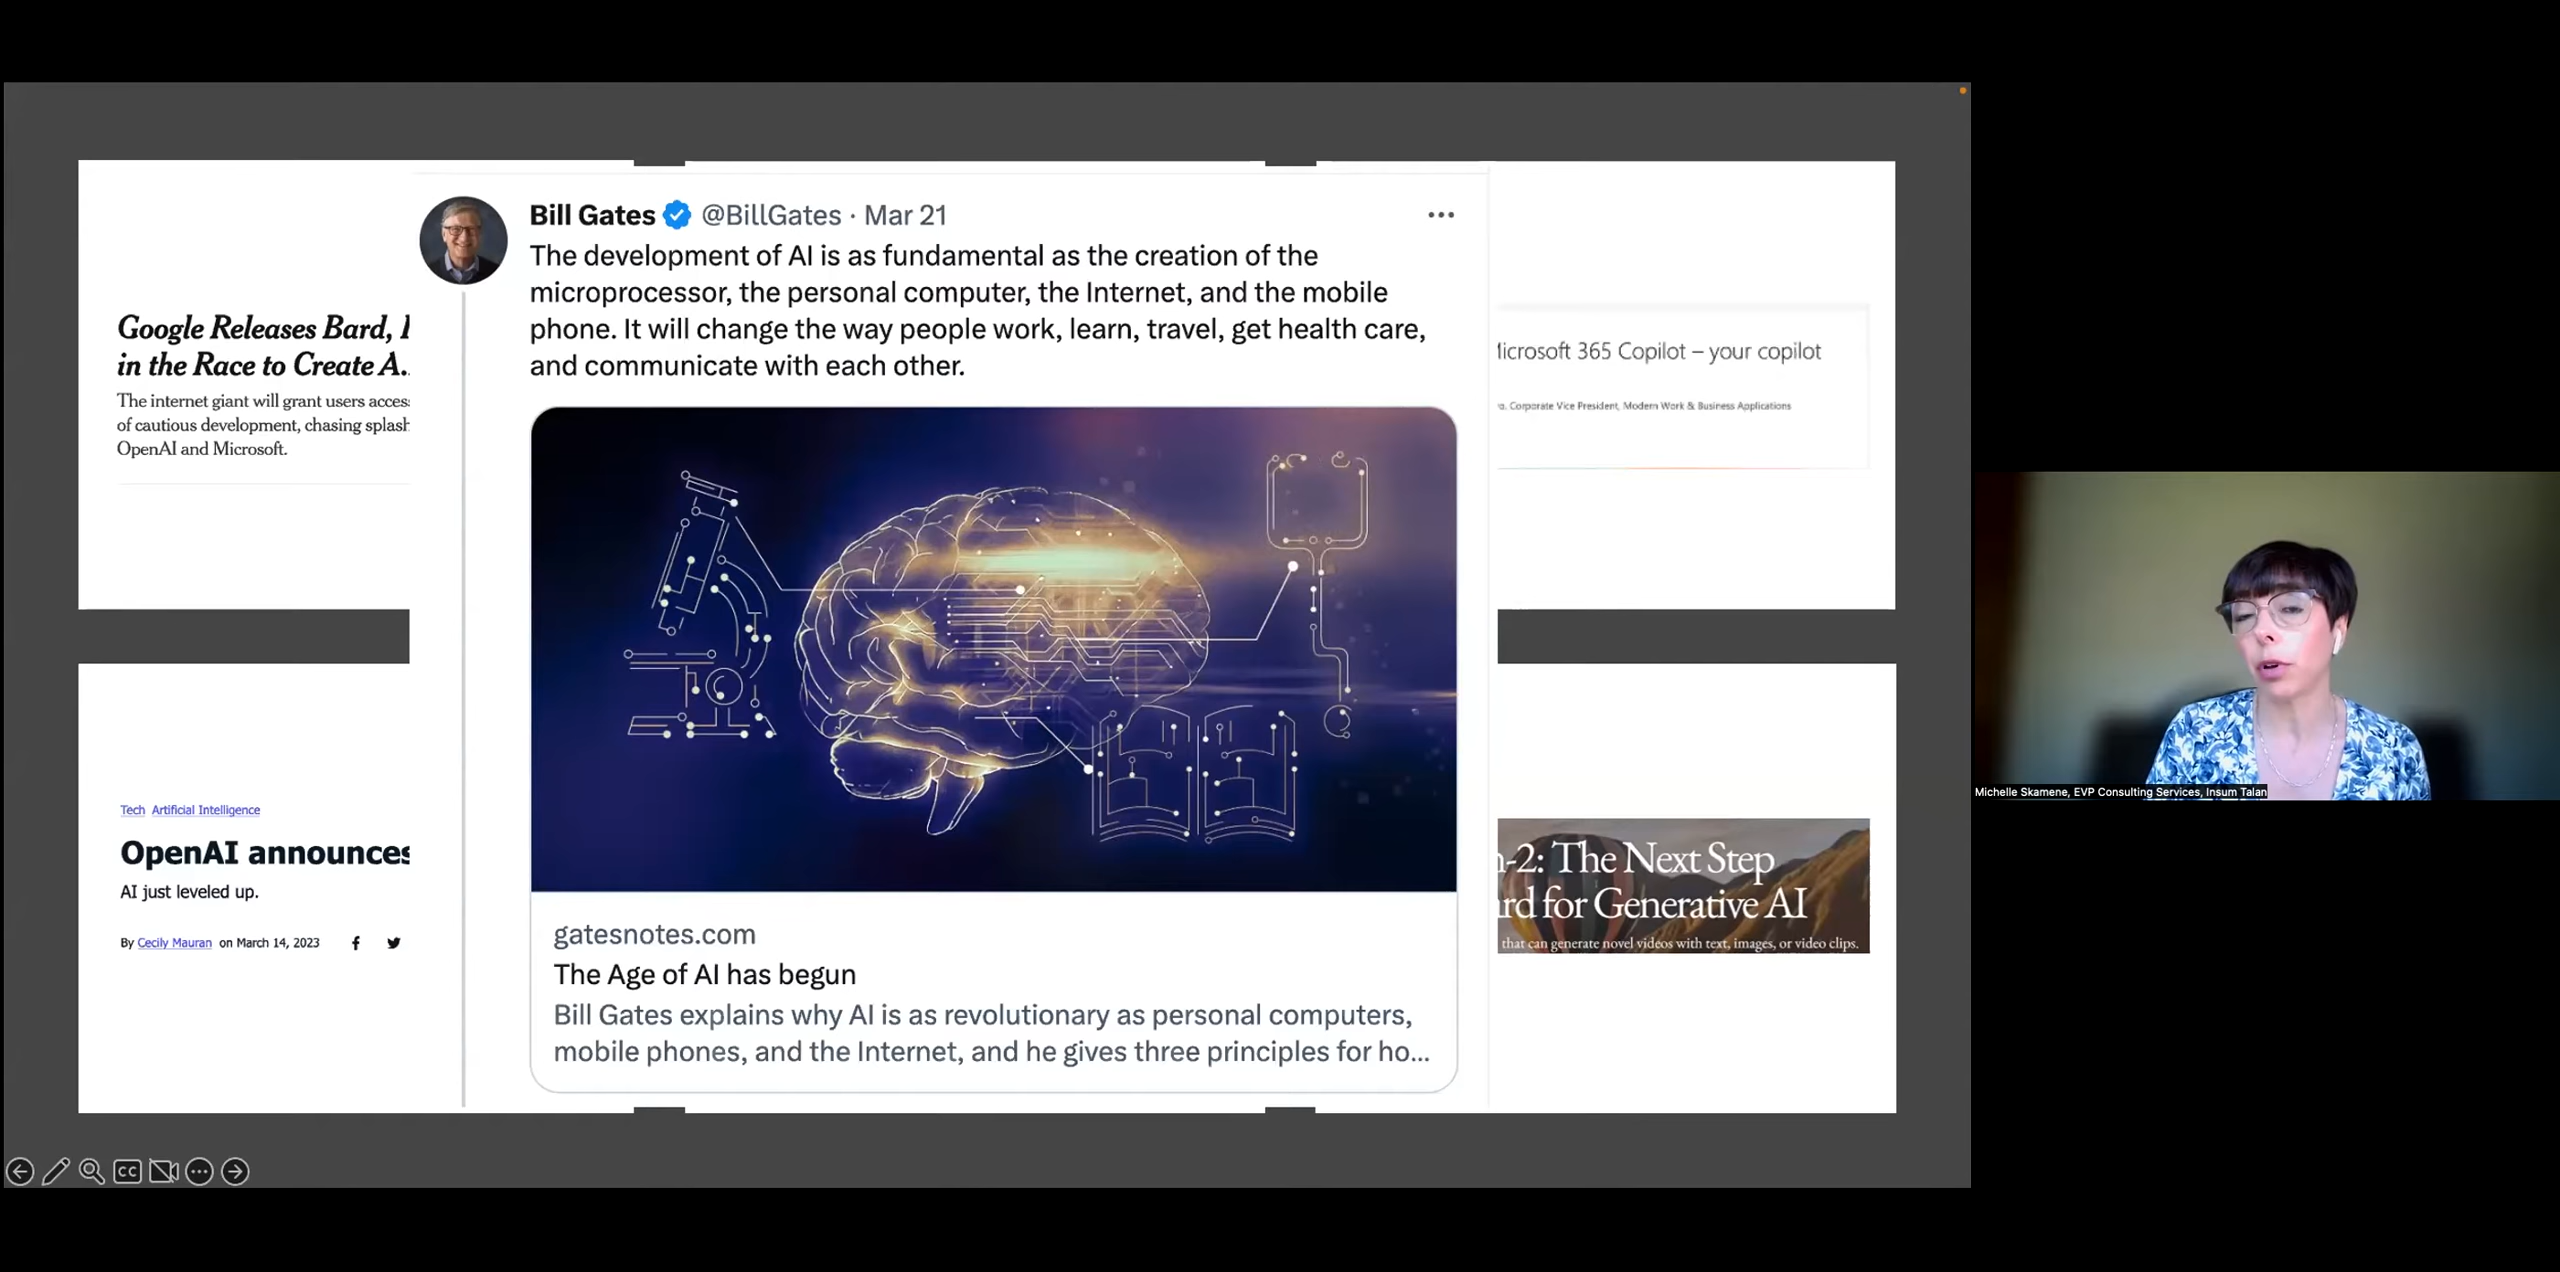 Google Releases Bard,
in the Race to Create A.
The internet giant will grant users
of cautious development, chasing
OpenAI and Microsoft.
Bill Gates @BillGates · Mar 21
The development of AI is as fundamental as the creation of the
microprocessor, the personal computer, the Internet, and the mobile
phone. It will change the way people work, learn, travel, get health care,
and communicate with each other.
gatesnotes.com
The Age of AI has begun
Bill Gates explains why AI is as revolutionary as personal computers,
mobile phones, and the Internet, and he gives three principles for ho...
365 Copilot – your copilot
Corporate Vice President, Modern Work & Business Applications
Tech Artificial Intelligence
OpenAI announces
AI just leveled up.
By Cecily Mauran on March 14, 2023
-2: The Next Step
for Generative AI
that can generate novel videos with text, images, or video clips.
CC
Michelle Skamene, EVP Consulting Services, Insum Talan